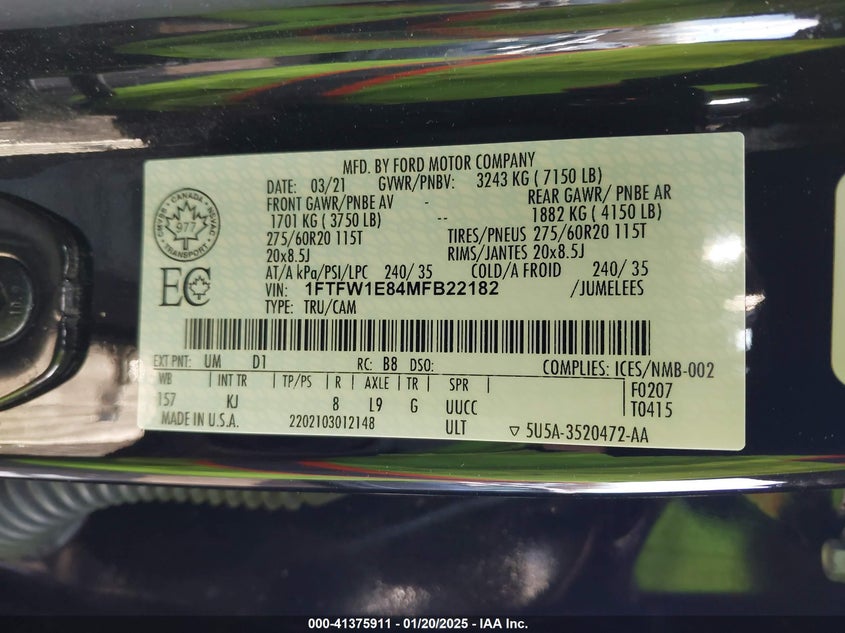 MFD. BY FORD MOTOR COMPANY
DATE: 03/21 GVWR/PNBV: 3243 KG ( 7150 LB)
FRONT GAWR/PNBE AV REAR GAWR/ PNBE AR
1701 KG ( 3750 LB) -- 1882 KG ( 4150 LB)
275/60R20 115T TIRES/PNEUS 275/60R20 115T
20x8.5J RIMS/JANTES 20x8.5J
AT/A kPa/PSI/LPC 240/ 35 COLD/A FROID 240/ 35
VIN: 1FTFW1E84MFB22182 /JUMELEES
TYPE: TRU/CAM
CANADA
977
TRANSPORT
EC
EXT PNT: UM D1 RC: B8 DSO:
COMPLIES: ICES/NMB-002
WB INT TR TP/PS R AXLE TR SPR F0207
157 KJ 8 L9 G UUCC T0415
MADE IN U.S.A. 2202103012148 ULT ▽ 5U5A-3520472-AA
000-41375911 — 01/20/2025 — IAA Inc.